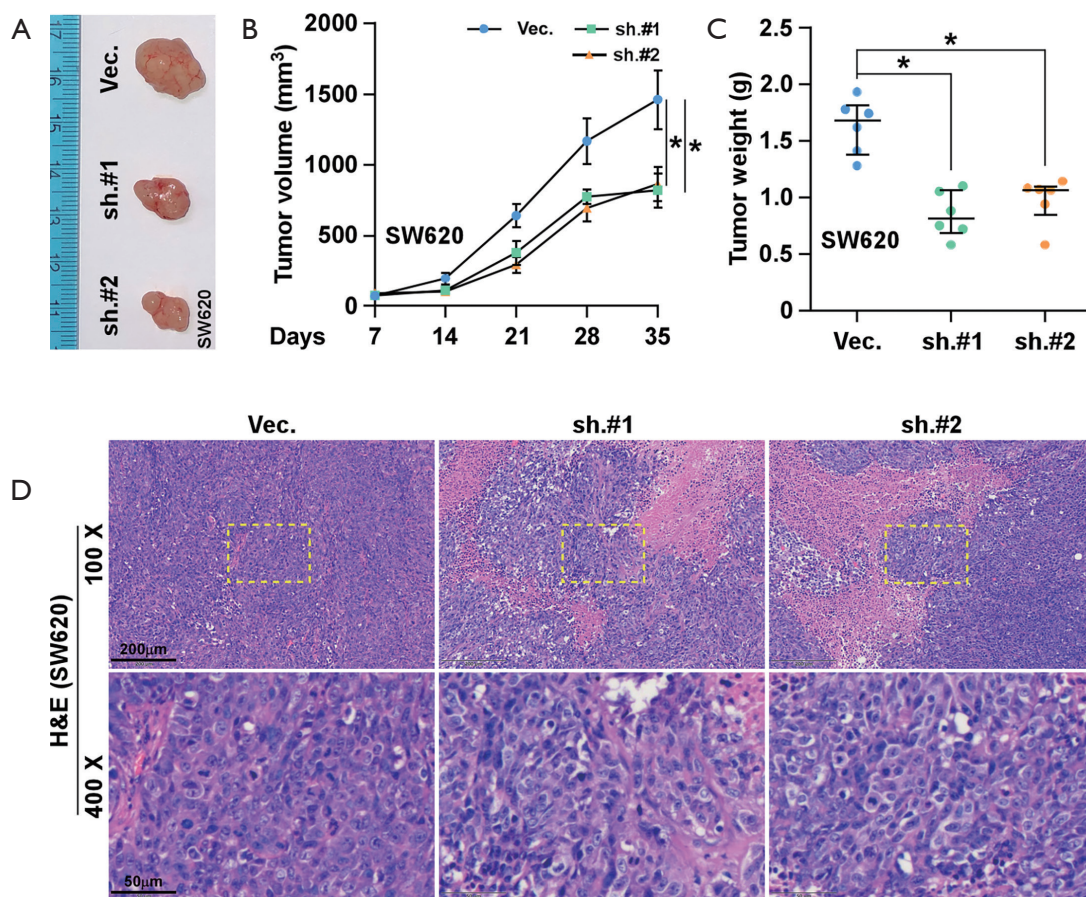 A
17
16
15
14
13
12
11
Vec.
sh.#1
sh.#2
SW620
B
Tumor volume (mm³)
2000
1500
1000
500
0
Vec.
sh.#1
sh.#2
*
*
SW620
Days
7
14
21
28
35
C
Tumor weight (g)
2.5
2.0
1.5
1.0
0.5
0
*
*
SW620
Vec.
sh.#1
sh.#2
D
Vec.
sh.#1
sh.#2
H&E (SW620)
100 X
400 X
200μm
50μm